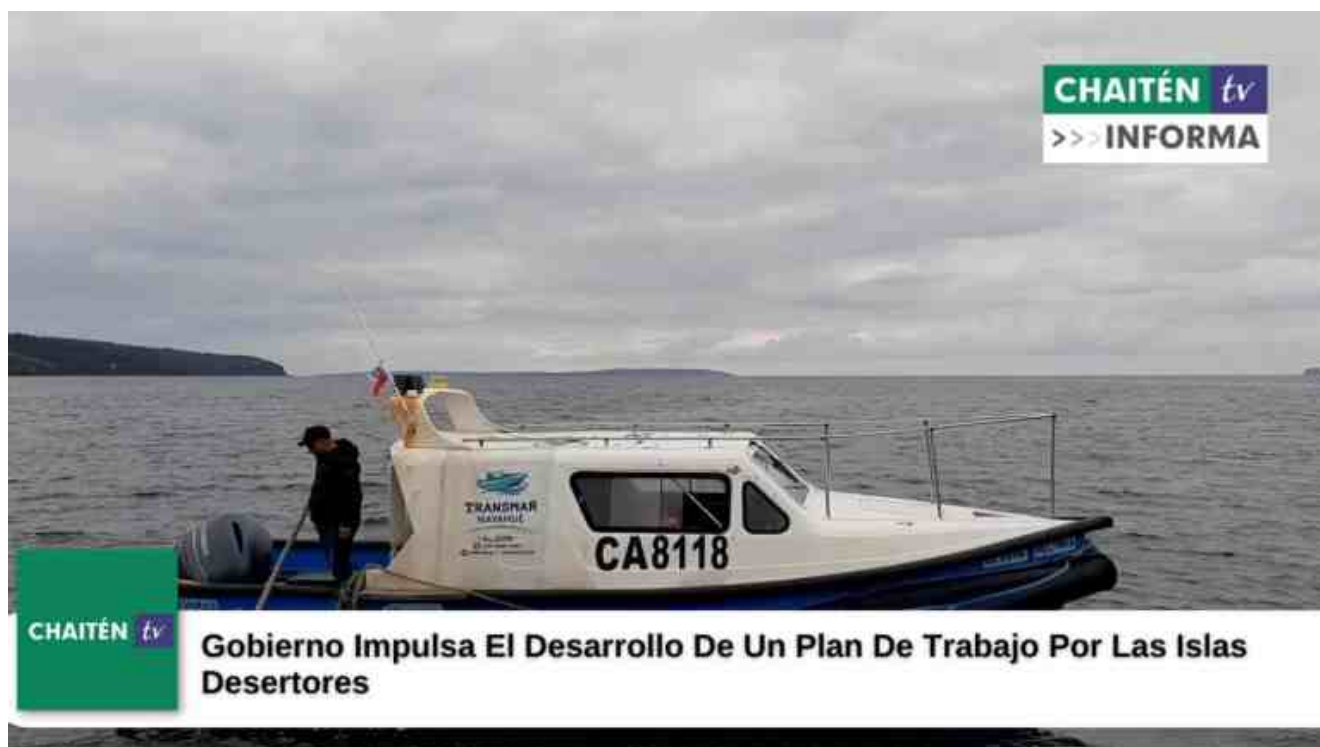 CHAITÉN tv
>>> INFORMA
TRANSMAR
NAYAHUÉ
CA8118
CHAITÉN tv
Gobierno Impulsa El Desarrollo De Un Plan De Trabajo Por Las Islas
Desertores